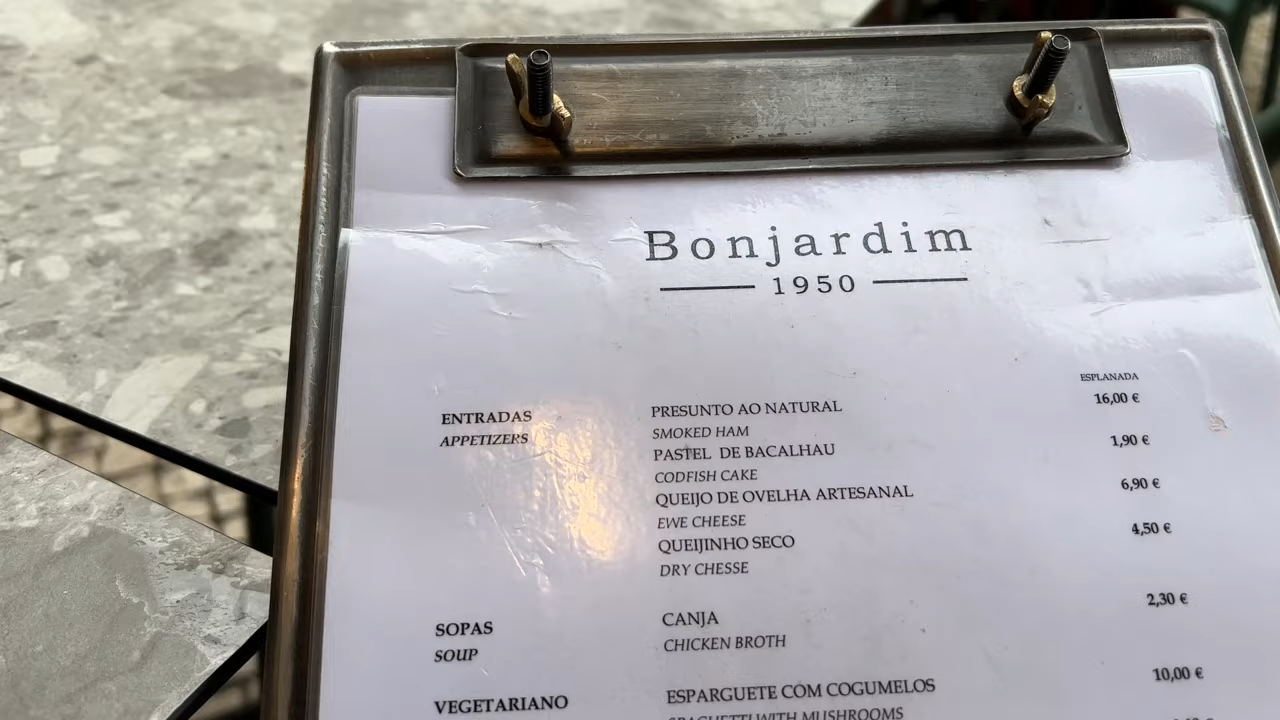 Bonjardim
1950
ESPLANADA
ENTRADAS PRESUNTO AO NATURAL 16,00 €
APPETIZERS SMOKED HAM
PASTEL DE BACALHAU 1,90 €
CODFISH CAKE
QUEIJO DE OVELHA ARTESANAL 6,90 €
EWE CHEESE
QUEIJINHO SECO 4,50 €
DRY CHESSE
SOPAS CANJA 2,30 €
SOUP CHICKEN BROTH
VEGETARIANO ESPARGUETE COM COGUMELOS 10,00 €
SPAGHETTI WITH MUSHROOMS